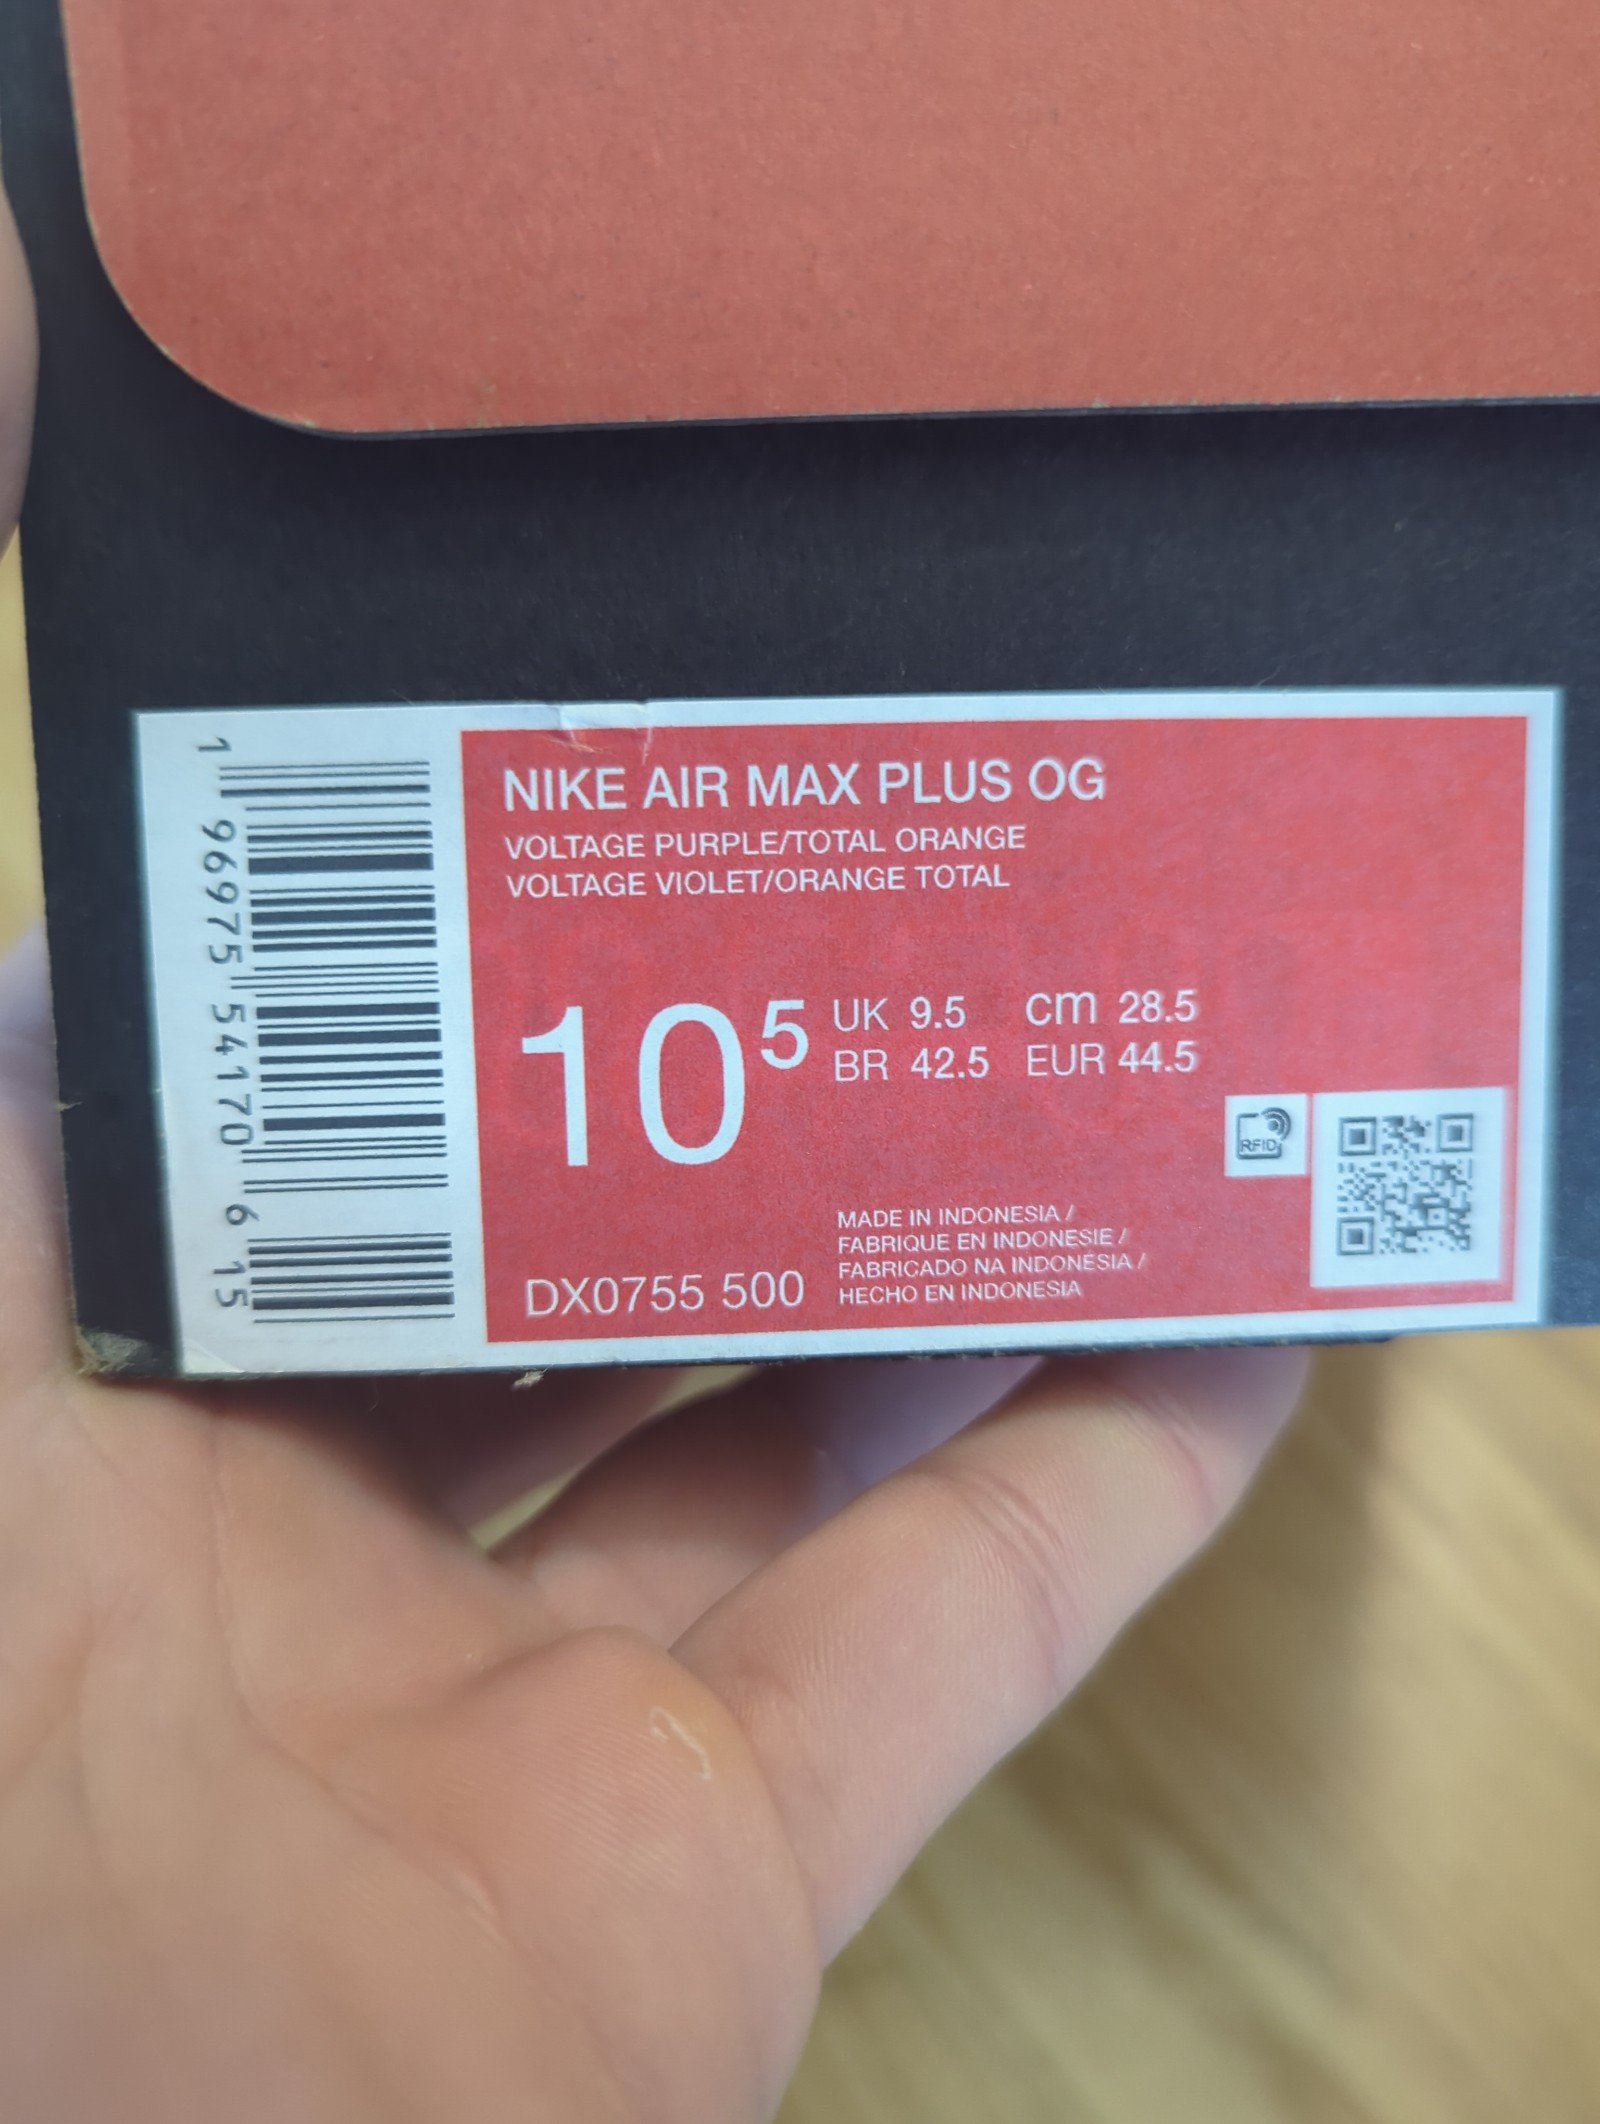 NIKE AIR MAX PLUS OG
VOLTAGE PURPLE/TOTAL ORANGE
VOLTAGE VIOLET/ORANGE TOTAL
10 5
UK 9.5 cm 28.5
BR 42.5 EUR 44.5
RFID
MADE IN INDONESIA /
FABRIQUE EN INDONESIE /
FABRICADO NA INDONÉSIA /
HECHO EN INDONESIA
DX0755 500
1 96975 54170 6 15